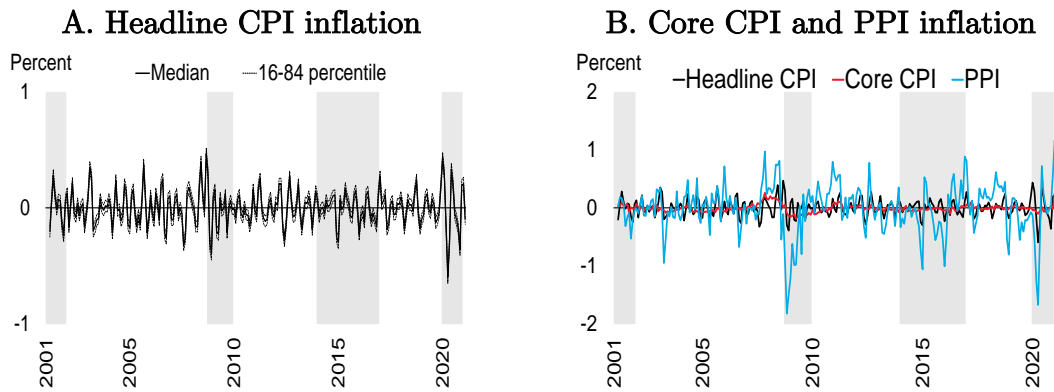 A. Headline CPI inflation
Percent
Median
16-84 percentile
1
0
-1
2001
2005
2010
2015
2020
B. Core CPI and PPI inflation
Percent
Headline CPI
Core CPI
PPI
2
1
0
-1
-2
2001
2005
2010
2015
2020